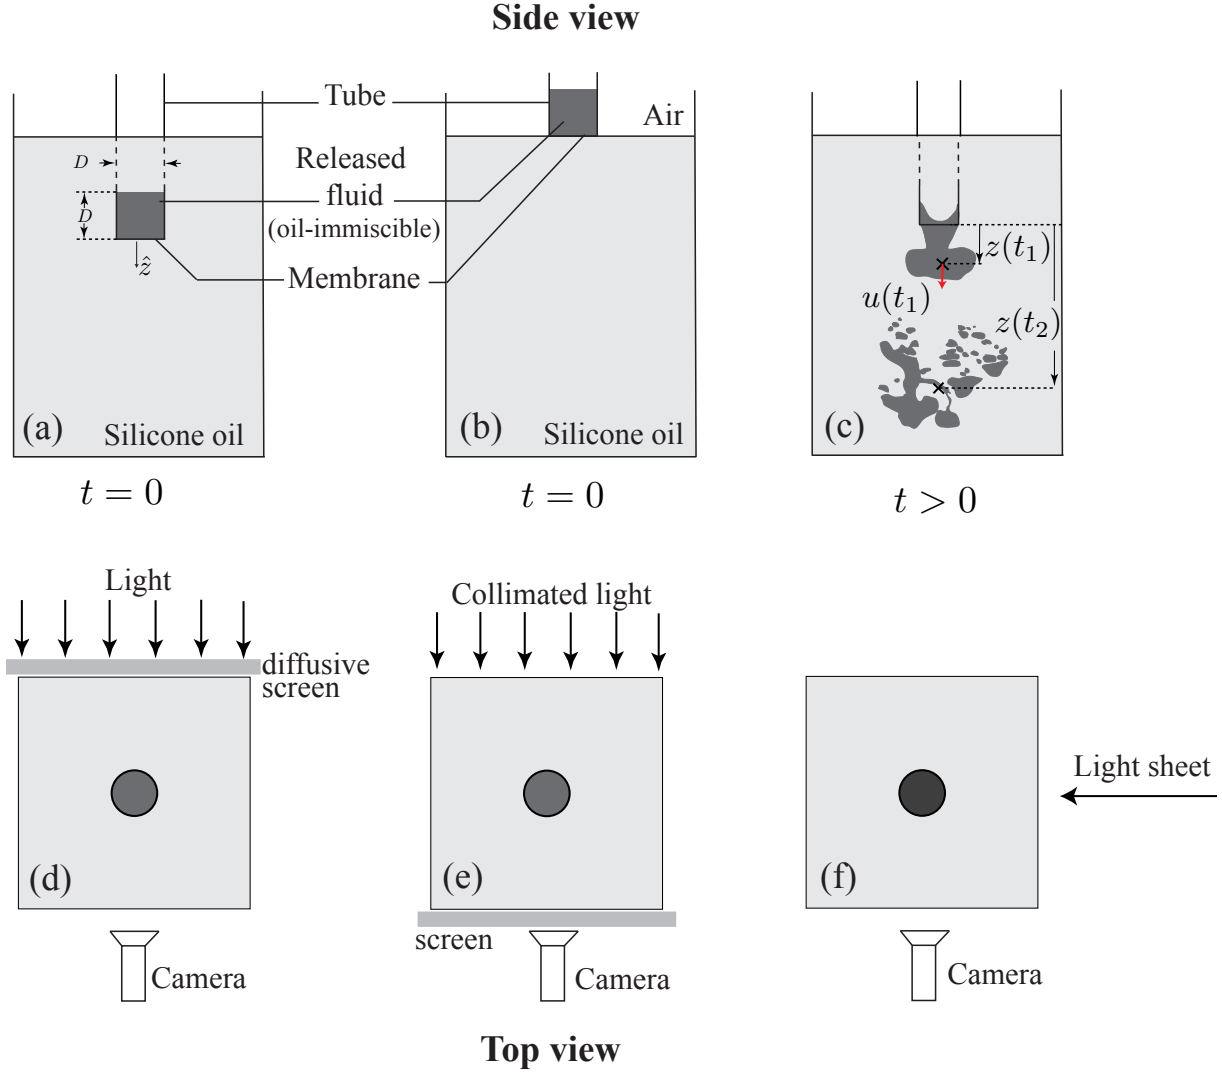 Side view
Tube
Air
D
Released
fluid
(oil-immiscible)
D
ẑ
Membrane
z(t₁)
u(t₁)
z(t₂)
(a)
Silicone oil
(b)
Silicone oil
(c)
t = 0
t = 0
t > 0
Light
diffusive
screen
Collimated light
Light sheet
(d)
(e)
(f)
screen
Camera
Camera
Camera
Top view